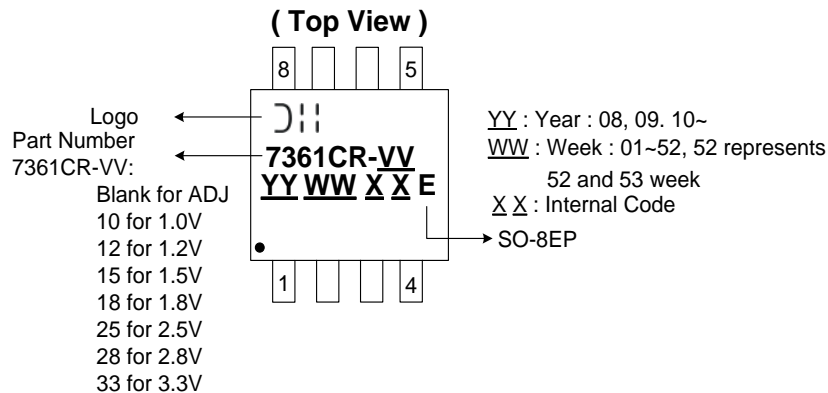 ( Top View )
8 5
Logo
Part Number
7361CR-VV:
Blank for ADJ
10 for 1.0V
12 for 1.2V
15 for 1.5V
18 for 1.8V
25 for 2.5V
28 for 2.8V
33 for 3.3V
7361CR-VV
YY WW X X E
1 4
YY : Year : 08, 09. 10~
WW : Week : 01~52, 52 represents
52 and 53 week
X X : Internal Code
SO-8EP